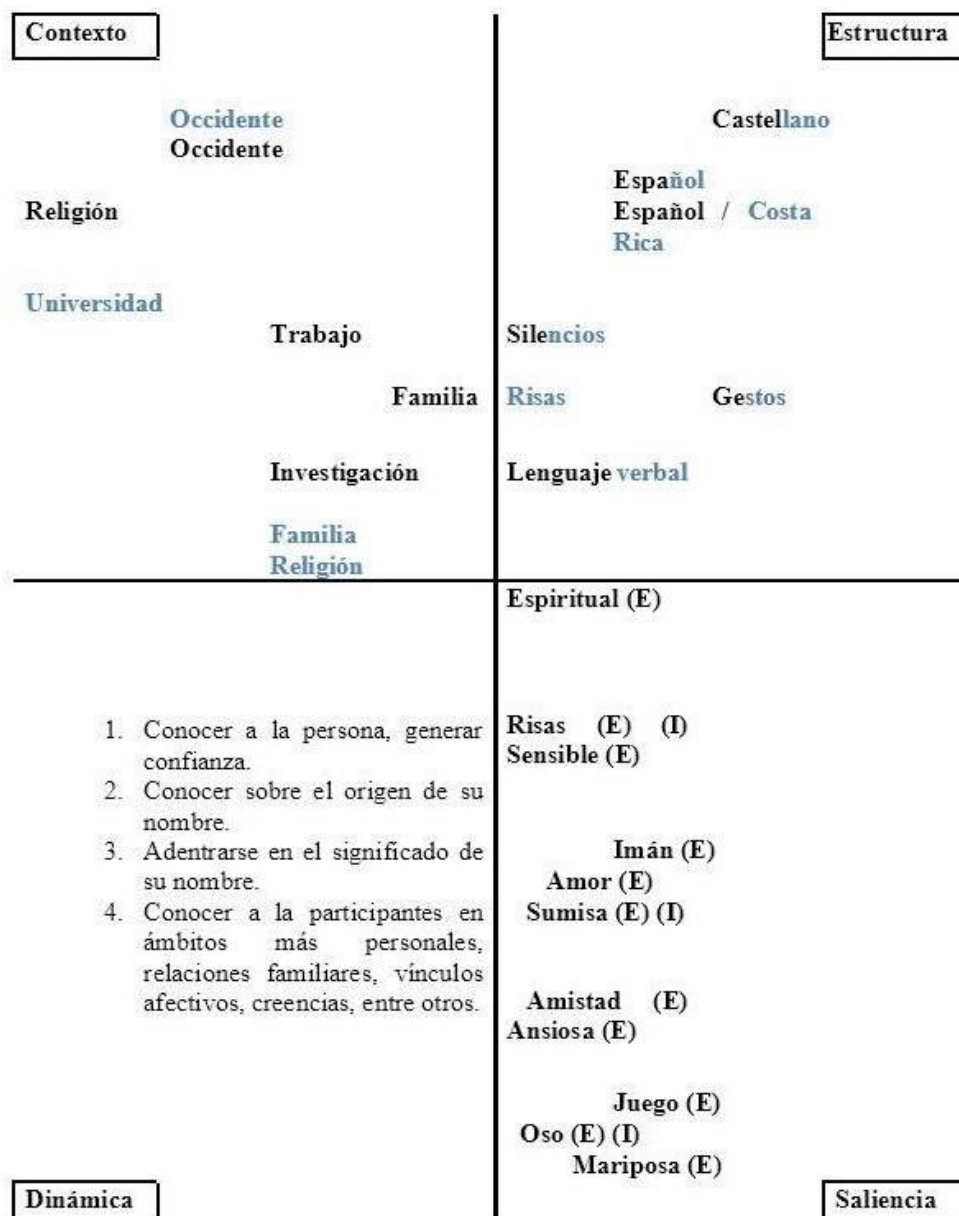 Contexto
Occidente
Occidente
Religión
Universidad
Trabajo
Familia
Investigación
Familia
Religión
Estructura
Castellano
Español
Español / Costa
Rica
Silencios
Risas Gestos
Lenguaje verbal
1. Conocer a la persona, generar
confianza.
2. Conocer sobre el origen de su
nombre.
3. Adentrarse en el significado de
su nombre.
4. Conocer a la participantes en
ámbitos más personales,
relaciones familiares, vínculos
afectivos, creencias, entre otros.
Dinámica
Espiritual (E)
Risas (E) (I)
Sensible (E)
Imán (E)
Amor (E)
Sumisa (E) (I)
Amistad (E)
Ansiosa (E)
Juego (E)
Oso (E) (I)
Mariposa (E)
Saliencia